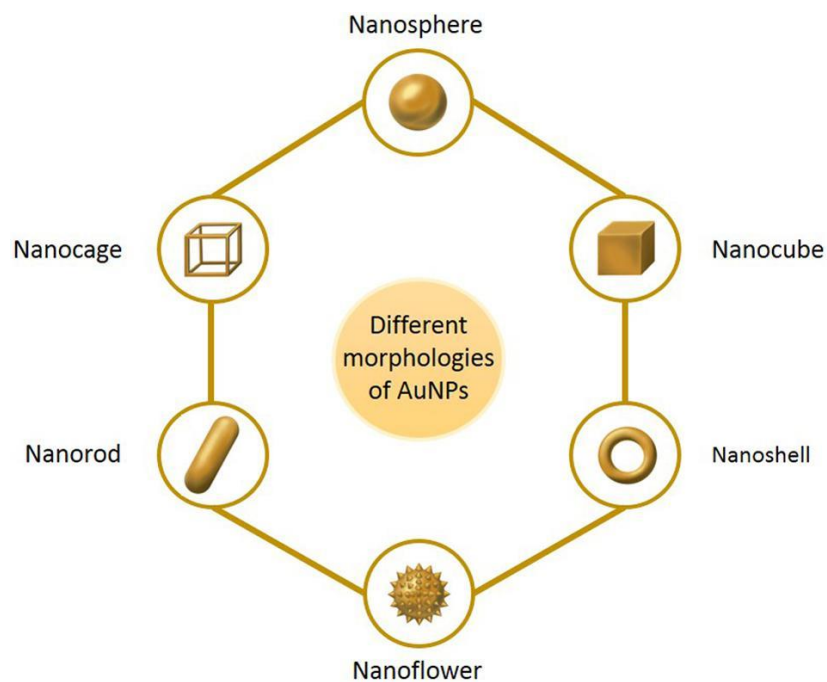 Nanosphere
Nanocage
Nanocube
Different
morphologies
of AuNPs
Nanorod
Nanoshell
Nanoflower